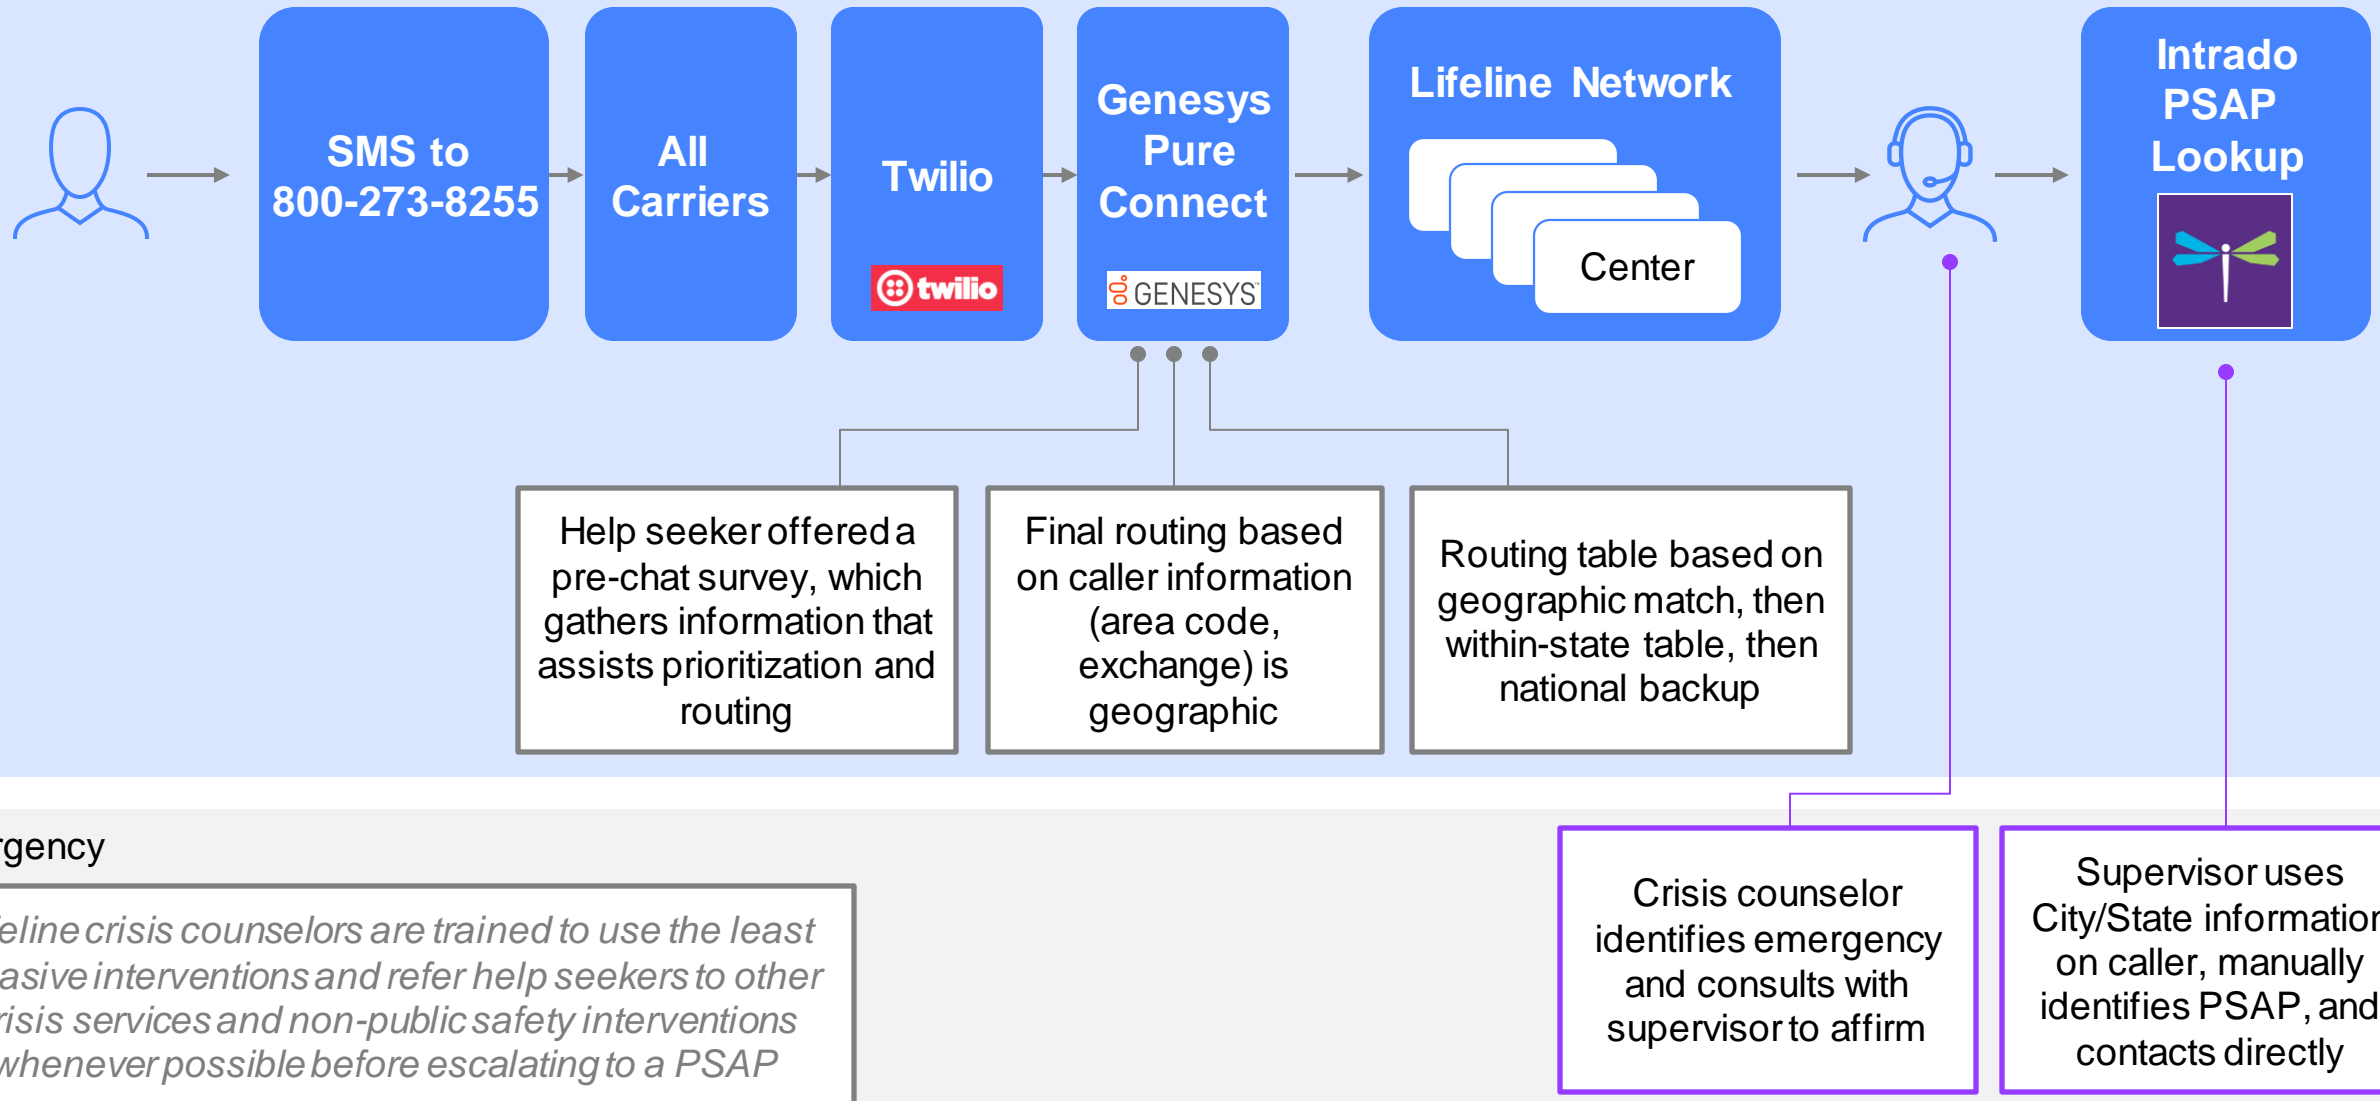 SMS to
800-273-8255
All
Carriers
Twilio
twilio
Genesys
Pure
Connect
GENESYS™
Lifeline Network
Center
Intrado
PSAP
Lookup
Help seeker offered a
pre-chat survey, which
gathers information that
assists prioritization and
routing
Final routing based
on caller information
(area code,
exchange) is
geographic
Routing table based on
geographic match, then
within-state table, then
national backup
rgency
eline crisis counselors are trained to use the least
asive interventions and refer help seekers to other
risis services and non-public safety interventions
whenever possible before escalating to a PSAP
Crisis counselor
identifies emergency
and consults with
supervisor to affirm
Supervisor uses
City/State information
on caller, manually
identifies PSAP, and
contacts directly